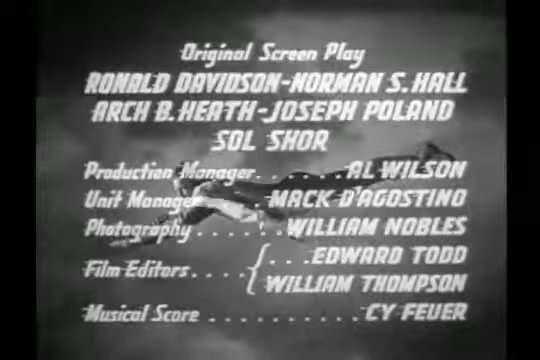 Original Screen Play
RONALD DAVIDSON-NORMAN S. HALL
ARCH B. HEATH-JOSEPH POLAND
SOL SHOR
Production Manager. . . . . . AL WILSON
Unit Manager . . . . . MACK D'AGOSTINO
Photography . . . . . . WILLIAM NOBLES
Film Editors . . . . { . . . EDWARD TODD
WILLIAM THOMPSON
Musical Score . . . . . . . . . . CY FEUER